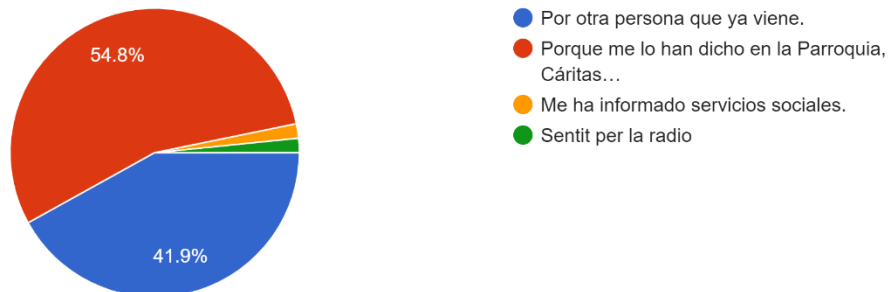 54.8%
41.9%
Por otra persona que ya viene.
Porque me lo han dicho en la Parroquia,
Cáritas…
Me ha informado servicios sociales.
Sentit per la radio